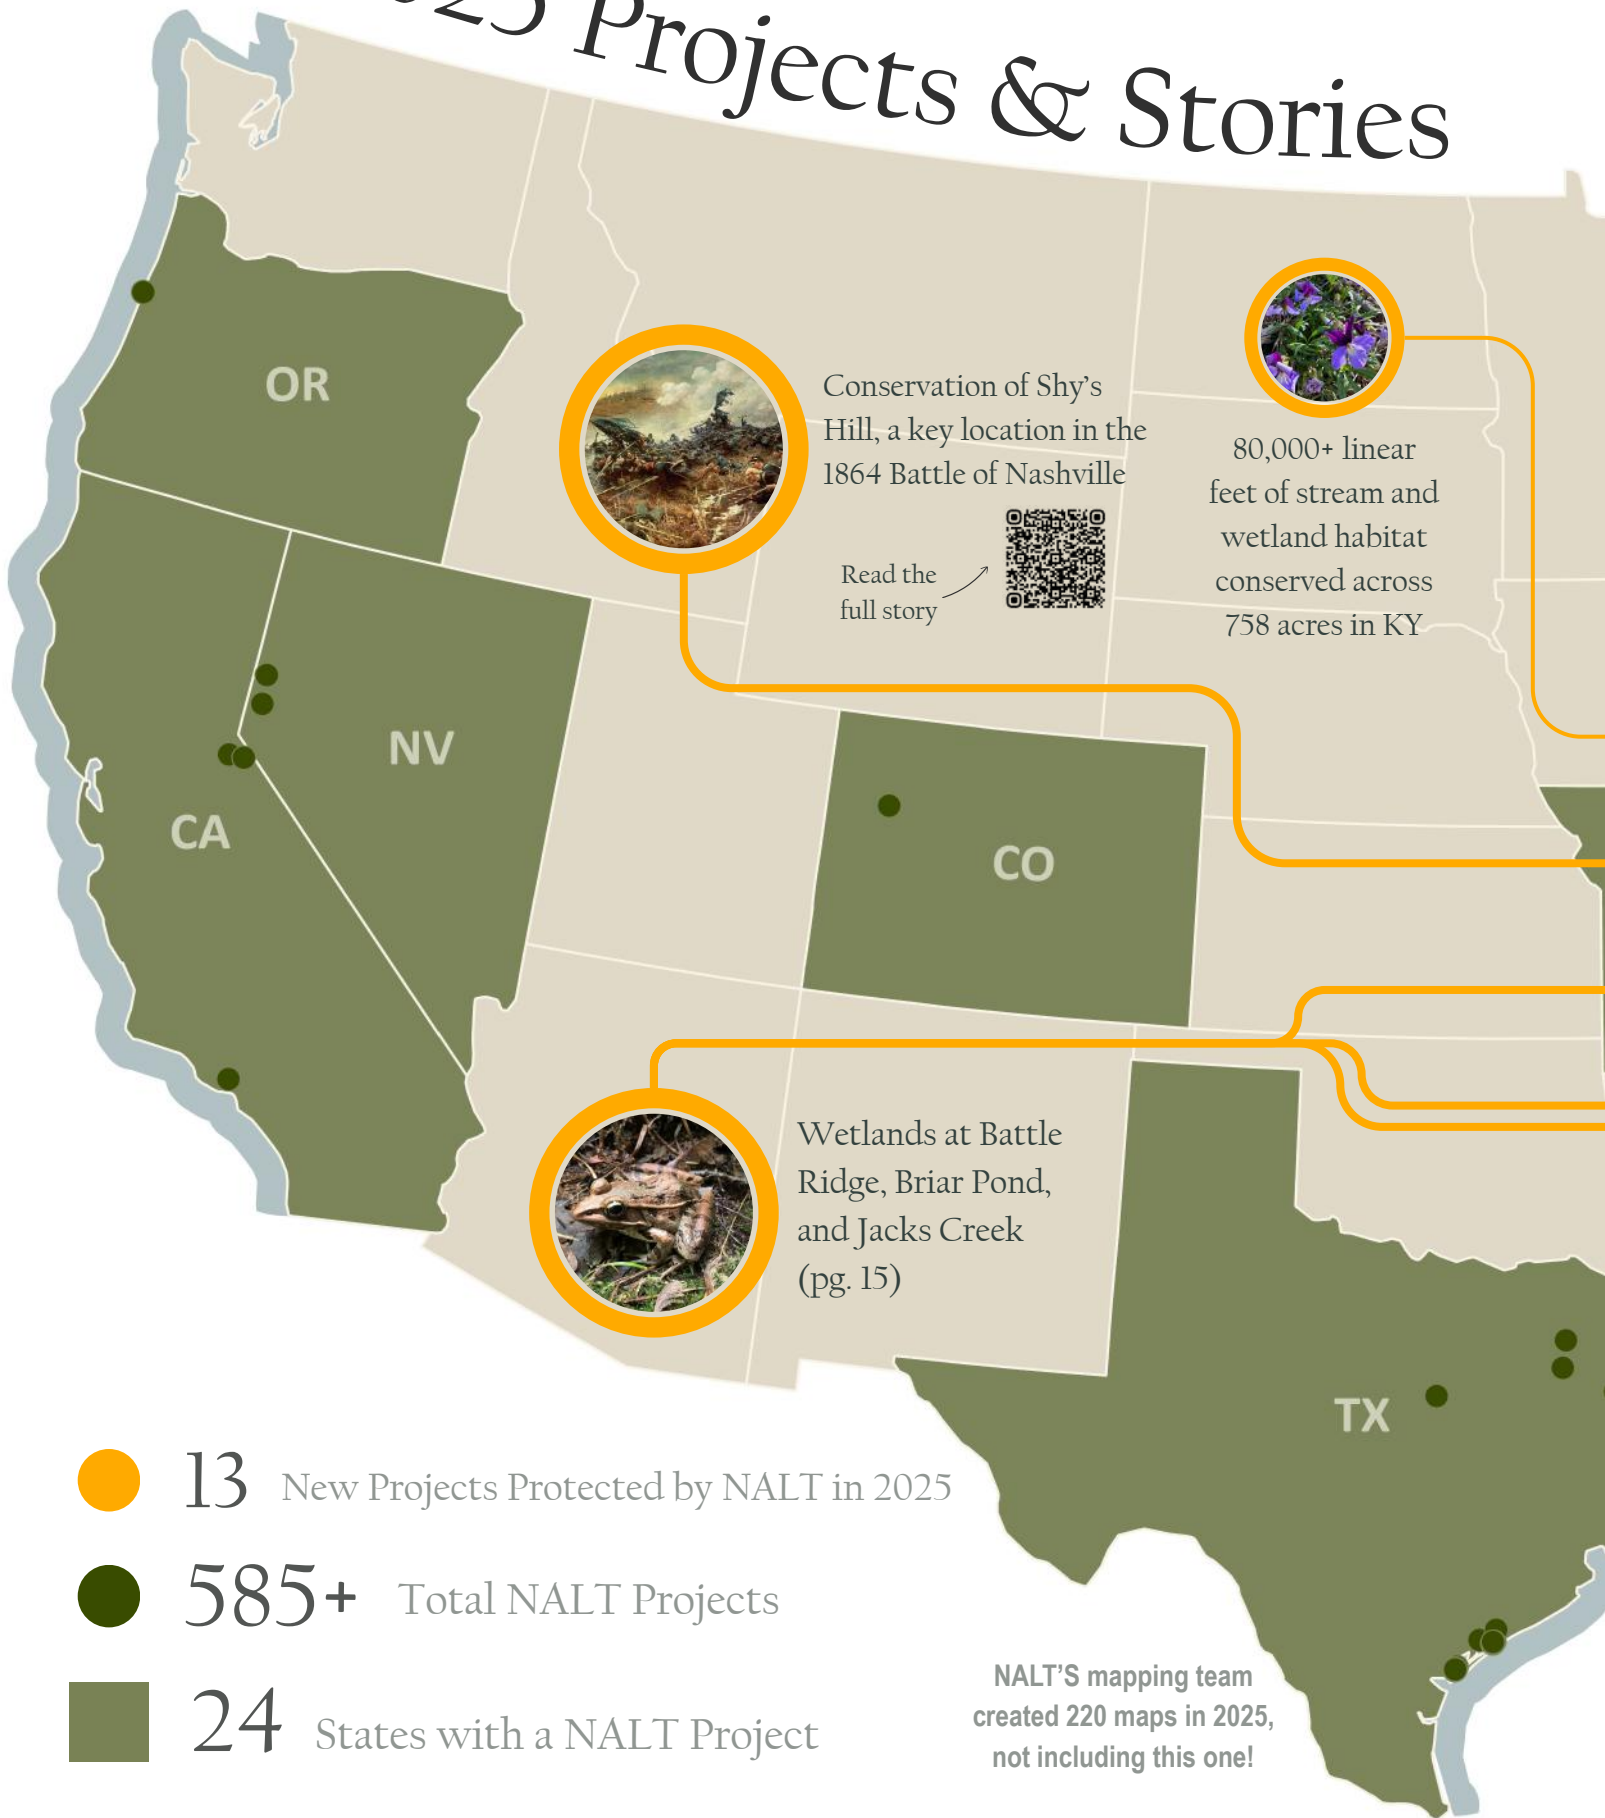 2025 Projects & Stories
OR
Conservation of Shy's
Hill, a key location in the
1864 Battle of Nashville
Read the
full story
80,000+ linear
feet of stream and
wetland habitat
conserved across
758 acres in KY
NV
CA
CO
Wetlands at Battle
Ridge, Briar Pond,
and Jacks Creek
(pg. 15)
TX
13 New Projects Protected by NALT in 2025
585+ Total NALT Projects
24 States with a NALT Project
NALT'S mapping team
created 220 maps in 2025,
not including this one!